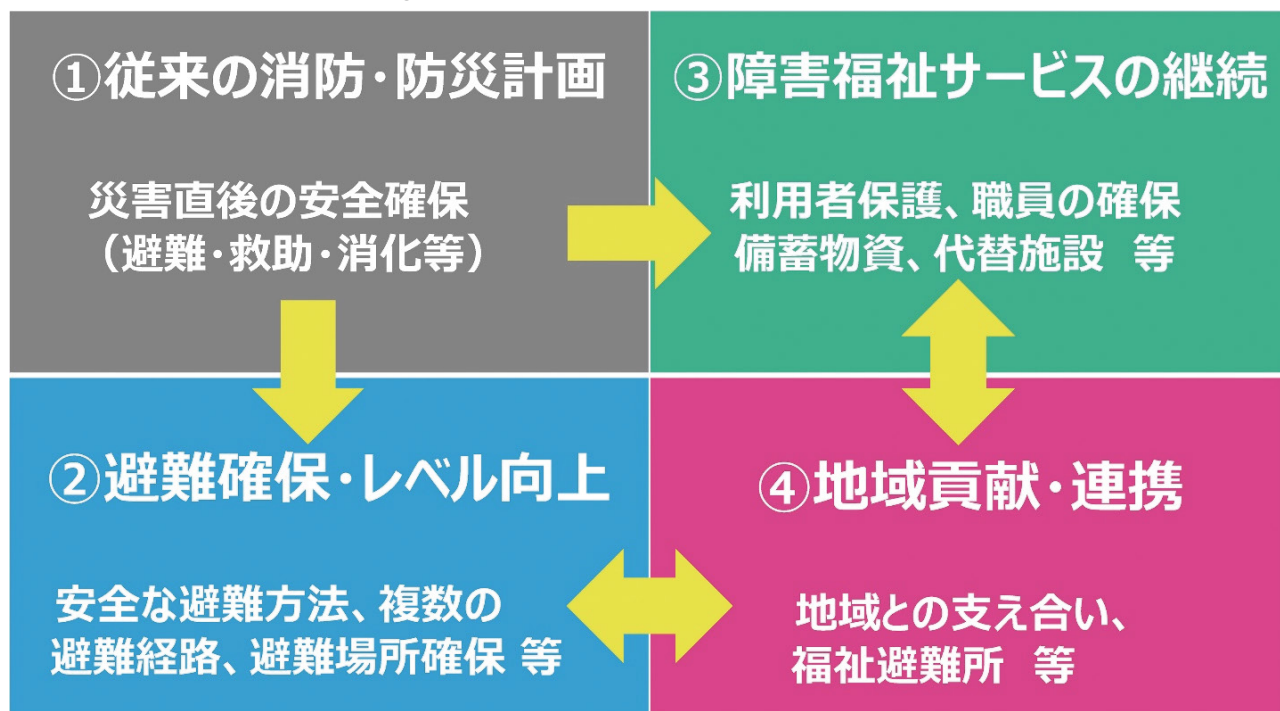 ①従来の消防・防災計画
災害直後の安全確保
（避難・救助・消化等）
②避難確保・レベル向上
安全な避難方法、複数の
避難経路、避難場所確保 等
③障害福祉サービスの継続
利用者保護、職員の確保
備蓄物資、代替施設 等
④地域貢献・連携
地域との支え合い、
福祉避難所 等